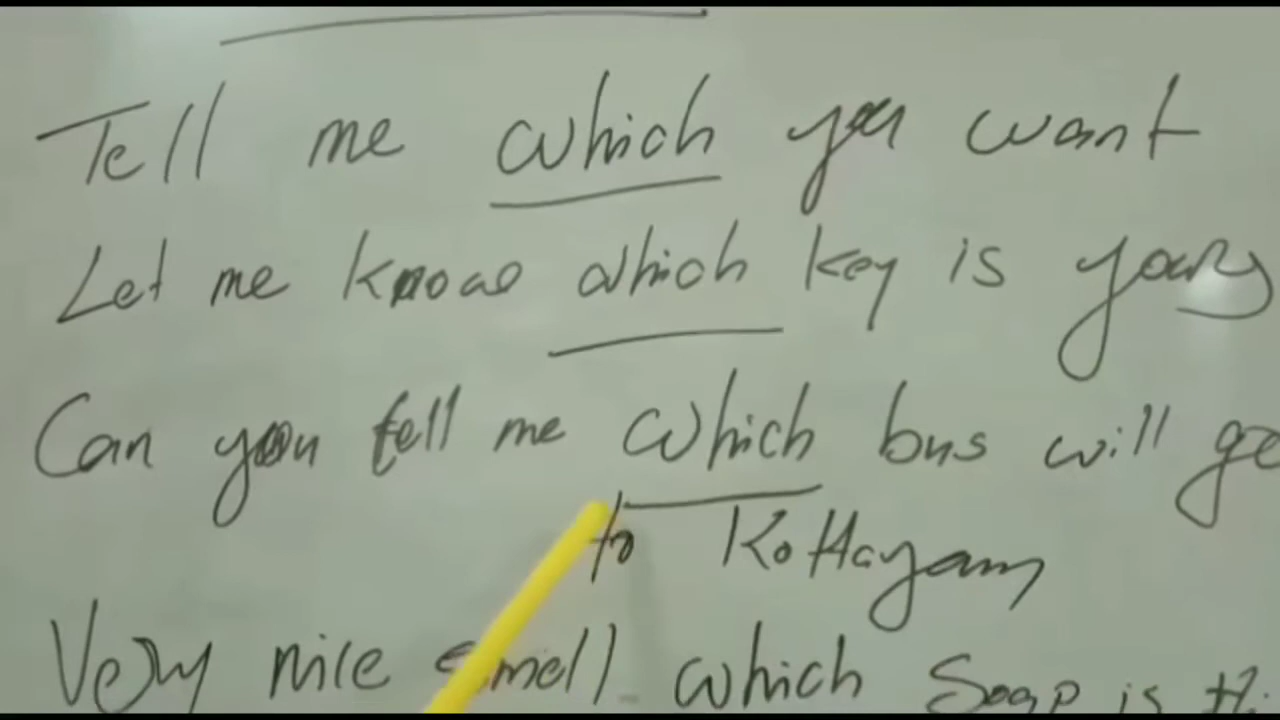 Tell me which you want
Let me know which key is yours
Can you tell me which bus will go
to Kottayam
Very nice smell which soap is